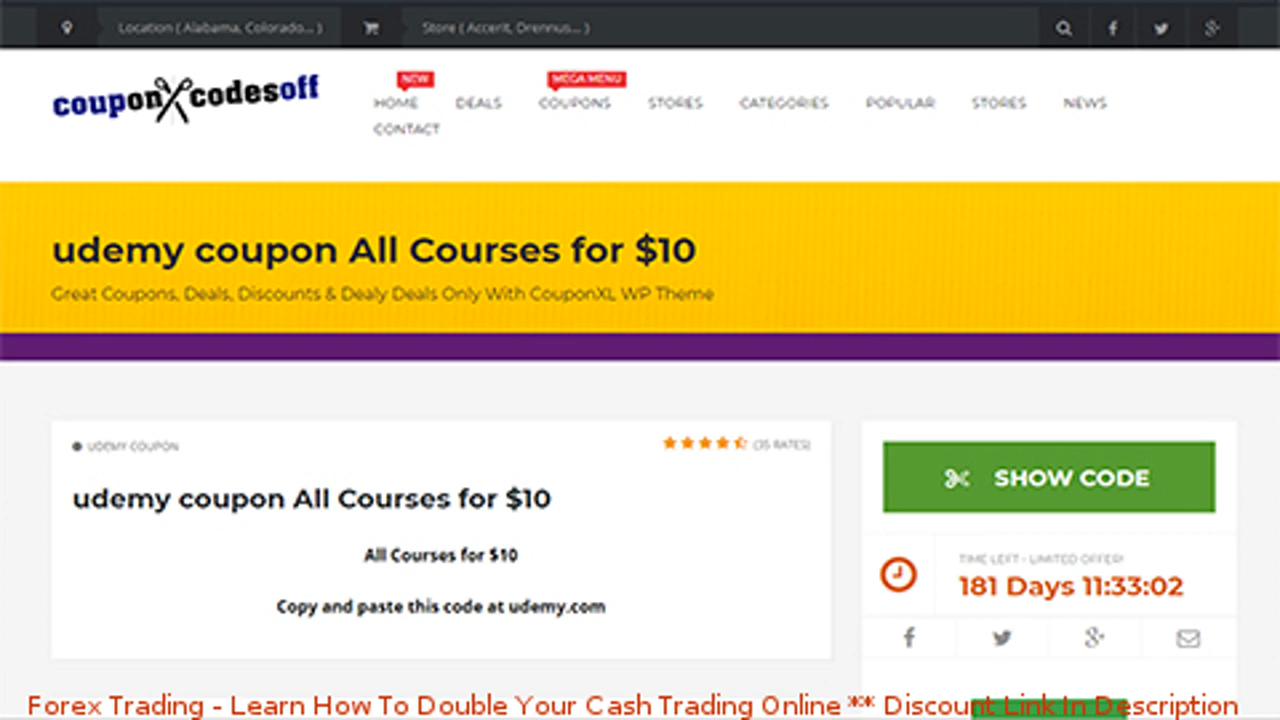 Location ( Alabama, Colorado... ) Store ( Accerit, Drennus... )
NEW MEGA MENU
couponXcodesoff HOME DEALS COUPONS STORES CATEGORIES POPULAR STORES NEWS
CONTACT
udemy coupon All Courses for $10
Great Coupons, Deals, Discounts & Dealy Deals Only With CouponXL WP Theme
UDEMY COUPON (35 RATES)
SHOW CODE
udemy coupon All Courses for $10
All Courses for $10
TIME LEFT - LIMITED OFFER!
181 Days 11:33:02
Copy and paste this code at udemy.com
Forex Trading - Learn How To Double Your Cash Trading Online ** Discount Link In Description